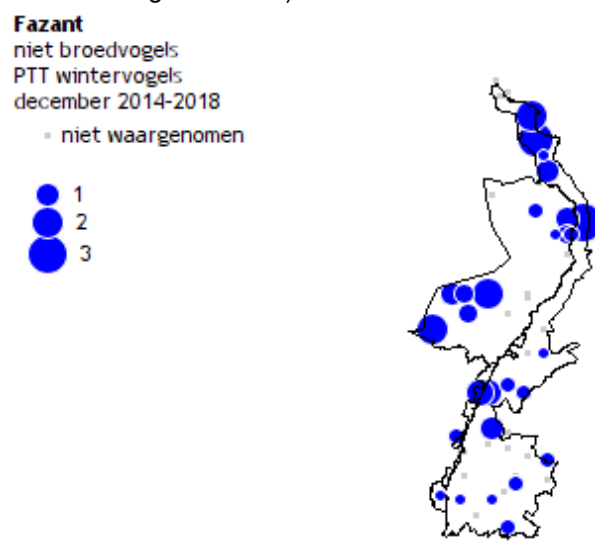 Fazant
niet broedvogels
PTT wintervogels
december 2014-2018
niet waargenomen
1
2
3